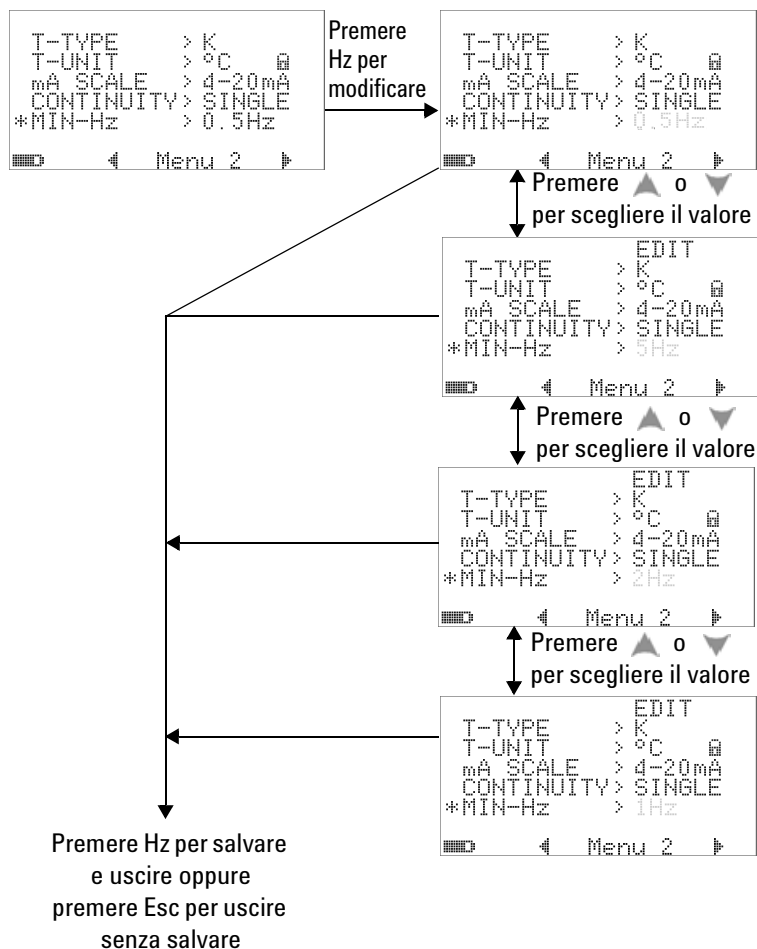 T-TYPE > K
T-UNIT > °C
mA SCALE > 4-20mA
CONTINUITY> SINGLE
*MIN-Hz > 0.5Hz
Menu 2
Premere
Hz per
modificare
T-TYPE > K
T-UNIT > °C
mA SCALE > 4-20mA
CONTINUITY> SINGLE
*MIN-Hz > 0.5Hz
Menu 2
Premere ▲ o ▼
per scegliere il valore
EDIT
T-TYPE > K
T-UNIT > °C
mA SCALE > 4-20mA
CONTINUITY> SINGLE
*MIN-Hz > 5Hz
Menu 2
Premere ▲ o ▼
per scegliere il valore
EDIT
T-TYPE > K
T-UNIT > °C
mA SCALE > 4-20mA
CONTINUITY> SINGLE
*MIN-Hz > 2Hz
Menu 2
Premere ▲ o ▼
per scegliere il valore
EDIT
T-TYPE > K
T-UNIT > °C
mA SCALE > 4-20mA
CONTINUITY> SINGLE
*MIN-Hz > 1Hz
Menu 2
Premere Hz per salvare
e uscire oppure
premere Esc per uscire
senza salvare